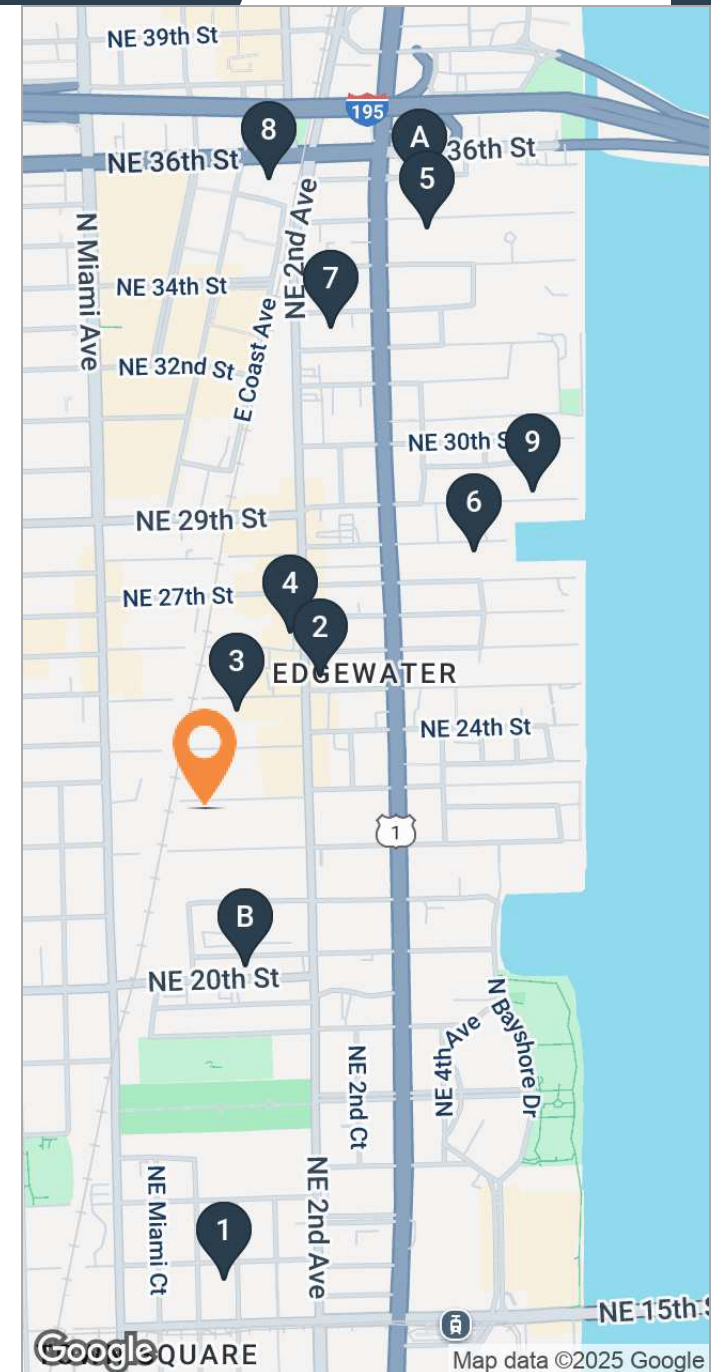 NE 39th St
195
8
A
NE 36th St
36th St
5
N Miami Ave
NE 2nd Ave
7
NE 34th St
E Coast Ave
NE 32nd St
NE 30th S
9
6
NE 29th St
4
NE 27th St
2
3
EDGEWATER
NE 24th St
1
B
NE 20th St
N Bayshore Dr
NE 4th Ave
NE 2nd Ct
NE Miami Ct
NE 2nd Ave
1
NE 15th S
Google
SQUARE
Map data ©2025 Google